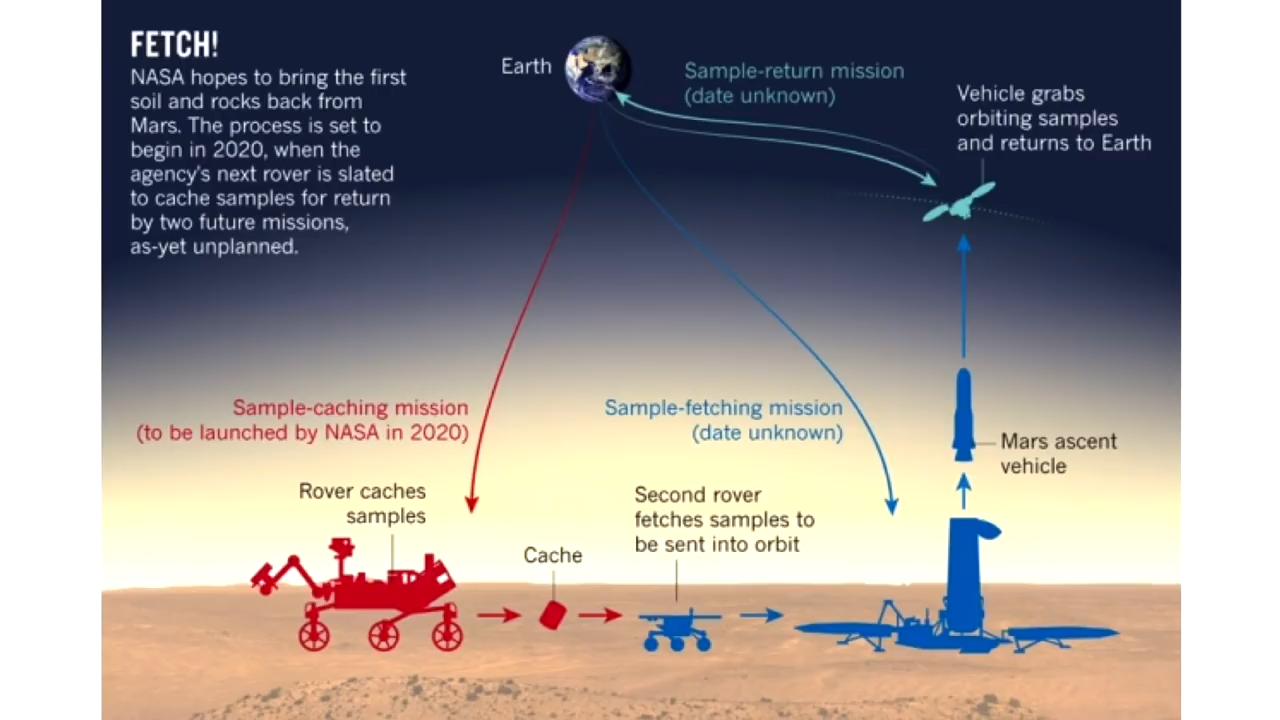 FETCH!
NASA hopes to bring the first
soil and rocks back from
Mars. The process is set to
begin in 2020, when the
agency's next rover is slated
to cache samples for return
by two future missions,
as-yet unplanned.
Earth
Sample-return mission
(date unknown)
Vehicle grabs
orbiting samples
and returns to Earth
Sample-caching mission
(to be launched by NASA in 2020)
Sample-fetching mission
(date unknown)
Mars ascent
vehicle
Rover caches
samples
Cache
Second rover
fetches samples to
be sent into orbit